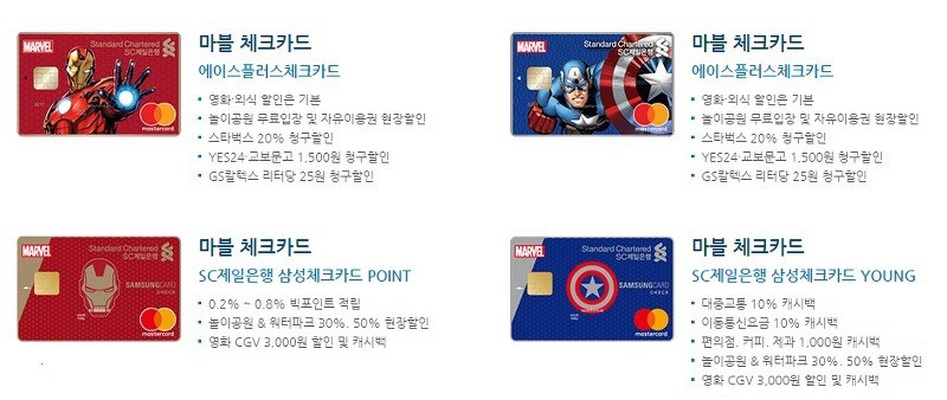 MARVEL
Standard Chartered
SC제일은행
mastercard
마블 체크카드
에이스플러스체크카드
영화·외식 할인은 기본
놀이공원 무료입장 및 자유이용권 현장할인
스타벅스 20% 청구할인
YES24·교보문고 1,500원 청구할인
GS칼텍스 리터당 25원 청구할인
MARVEL
Standard Chartered
SC제일은행
mastercard
마블 체크카드
에이스플러스체크카드
영화·외식 할인은 기본
놀이공원 무료입장 및 자유이용권 현장할인
스타벅스 20% 청구할인
YES24·교보문고 1,500원 청구할인
GS칼텍스 리터당 25원 청구할인
MARVEL
Standard Chartered
SC제일은행
SAMSUNGCARD
CHECK
mastercard
마블 체크카드
SC제일은행 삼성체크카드 POINT
0.2% ~ 0.8% 빅포인트 적립
놀이공원 & 워터파크 30%. 50% 현장할인
영화 CGV 3,000원 할인 및 캐시백
MARVEL
Standard Chartered
SC제일은행
SAMSUNGCARD
CHECK
mastercard
마블 체크카드
SC제일은행 삼성체크카드 YOUNG
대중교통 10% 캐시백
이동통신요금 10% 캐시백
편의점. 커피. 제과 1,000원 캐시백
놀이공원 & 워터파크 30%. 50% 현장할인
영화 CGV 3,000원 할인 및 캐시백